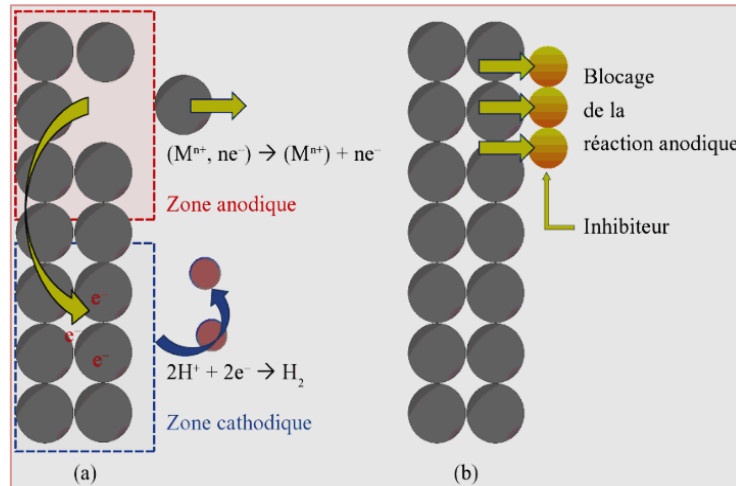 (Mⁿ⁺, ne⁻) → (Mⁿ⁺) + ne⁻
Zone anodique
e⁻
e⁻
e⁻
2H⁺ + 2e⁻ → H₂
Zone cathodique
(a)
Blocage
de la
réaction anodique
Inhibiteur
(b)